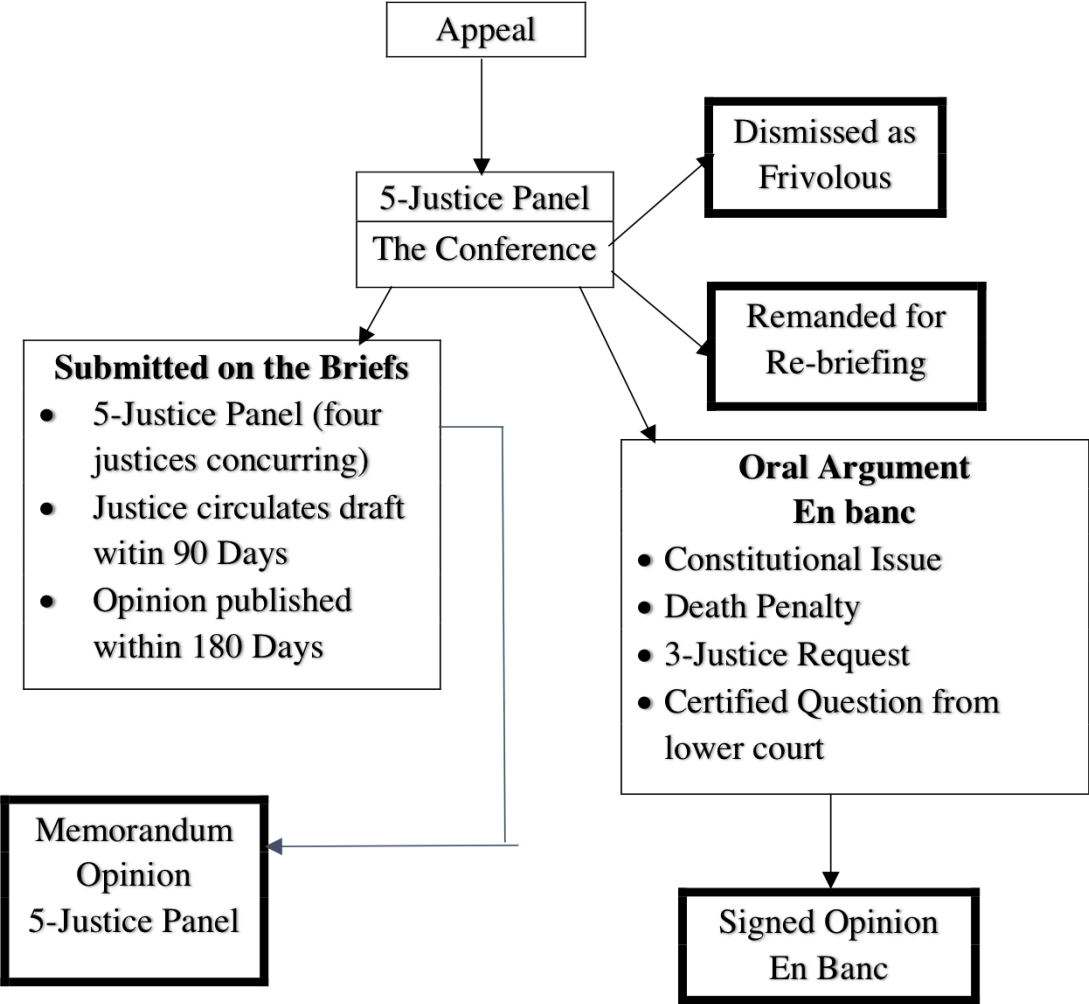 Appeal
5-Justice Panel
The Conference
Dismissed as
Frivolous
Remanded for
Re-briefing
Submitted on the Briefs
• 5-Justice Panel (four
justices concurring)
• Justice circulates draft
witin 90 Days
• Opinion published
within 180 Days
Oral Argument
En banc
• Constitutional Issue
• Death Penalty
• 3-Justice Request
• Certified Question from
lower court
Memorandum
Opinion
5-Justice Panel
Signed Opinion
En Banc